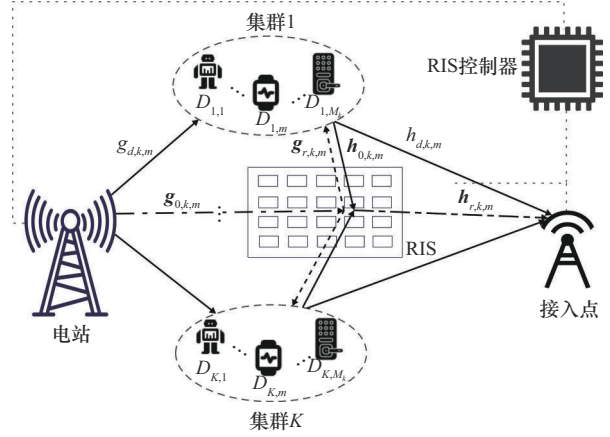 集群1
RIS控制器
D1,1
D1,m
D1,Mk
gd,k,m
gr,k,m
h0,k,m
hd,k,m
g0,k,m
hr,k,m
RIS
电站
接入点
DK,1
DK,m
DK,Mk
集群K